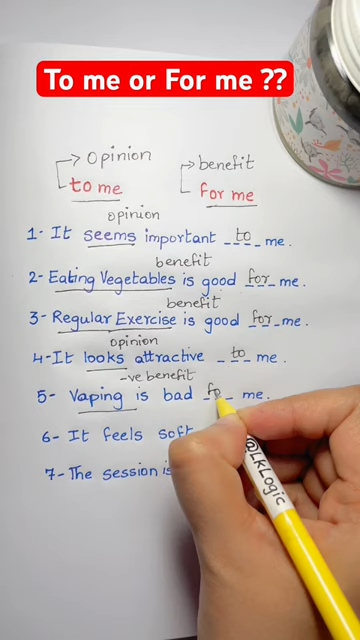 To me or For me ??
opinion benefit
to me for me
opinion
1- It seems important _ to _ me.
benefit
2- Eating Vegetables is good for me.
benefit
3- Regular Exercise is good for me.
opinion
4- It looks attractive _ to _ me.
-ve benefit
5- Vaping is bad fo me.
6- It feels soft
7- The session is
@LKLogic